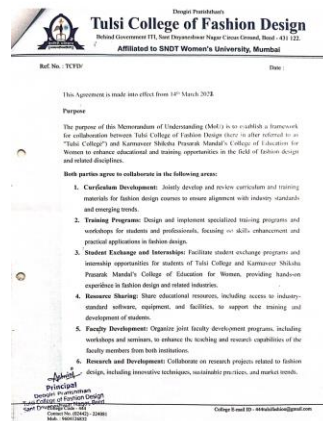 Deogiri Pratishthan's
Tulsi College of Fashion Design
Behind Government ITI, Sant Dnyaneshwar Nagar Circus Ground, Beed - 431 122.
Affiliated to SNDT Women's University, Mumbai
Ref. No. : TCFD/
Date :
This Agreement is made into effect from 14th March
Purpose
The purpose of this Memorandum of Understanding (MoU) is to establish a framework
for collaboration between Tulsi College of Fashion Design (here in after referred to as
"Tulsi College") and Karmaveer Shiksha Prasarak Mandal's College of Education for
Women to enhance educational and training opportunities in the field of fashion design
and related disciplines.
Both parties agree to collaborate in the following areas:
1. Curriculum Development: Jointly develop and review curriculum and training
materials for fashion design courses to ensure alignment with industry standards
and emerging trends.
2. Training Programs: Design and implement specialized training programs and
workshops for students and professionals, focusing on skills enhancement and
practical applications in fashion design.
3. Student Exchange and Internships: Facilitate student exchange programs and
internship opportunities for students of Tulsi College and Karmaveer Shiksha
Prasarak Mandal's College of Education for Women, providing hands-on
experience in fashion design and related industries.
4. Resource Sharing: Share educational resources, including access to industry-
standard software, equipment, and facilities, to support the training and
development of students.
5. Faculty Development: Organize joint faculty development programs, including
workshops and seminars, to enhance the teaching and research capabilities of the
faculty members from both institutions.
6. Research and Development: Collaborate on research projects related to fashion
design, including innovative techniques, sustainable practices, and market trends.
Principal
Deogiri Pratishthan
Tulsi College of Fashion Design
College Code - 444